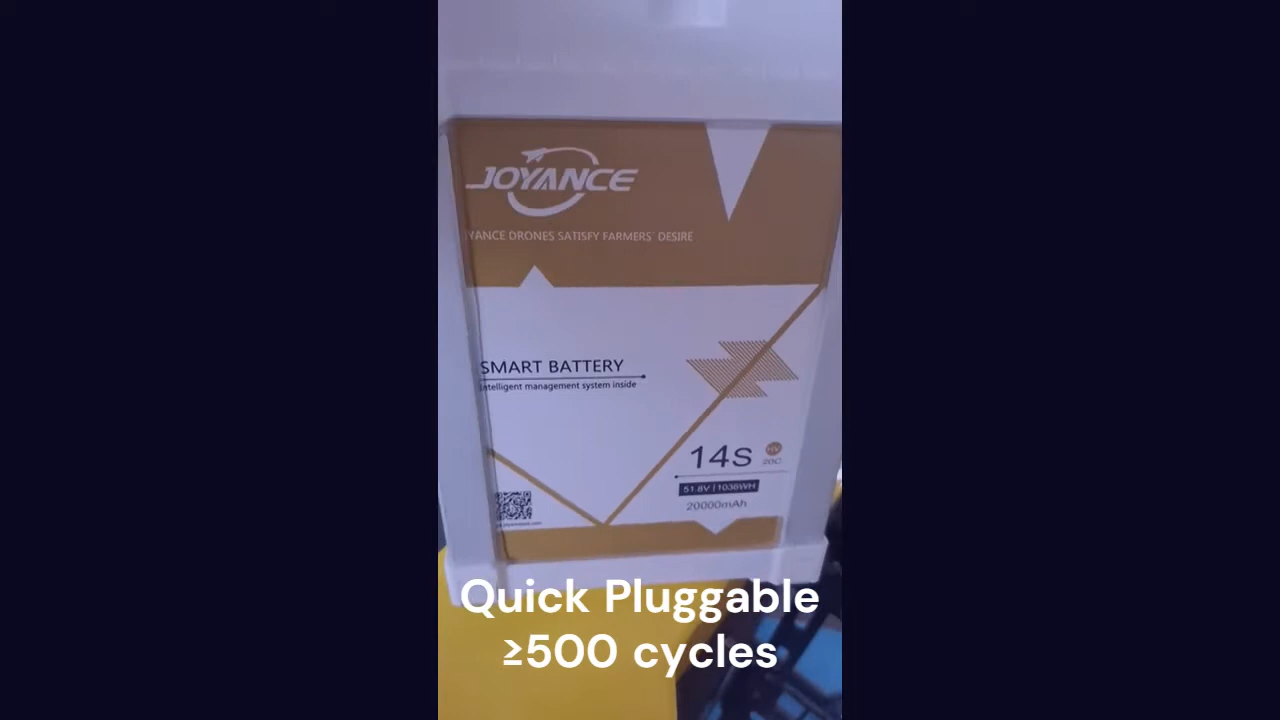 JOYANCE
YANCE DRONES SATISFY FARMERS' DESIRE
SMART BATTERY
Intelligent management system inside
14S
20C
51.8V | 1036WH
20000mAh
Quick Pluggable
≥500 cycles